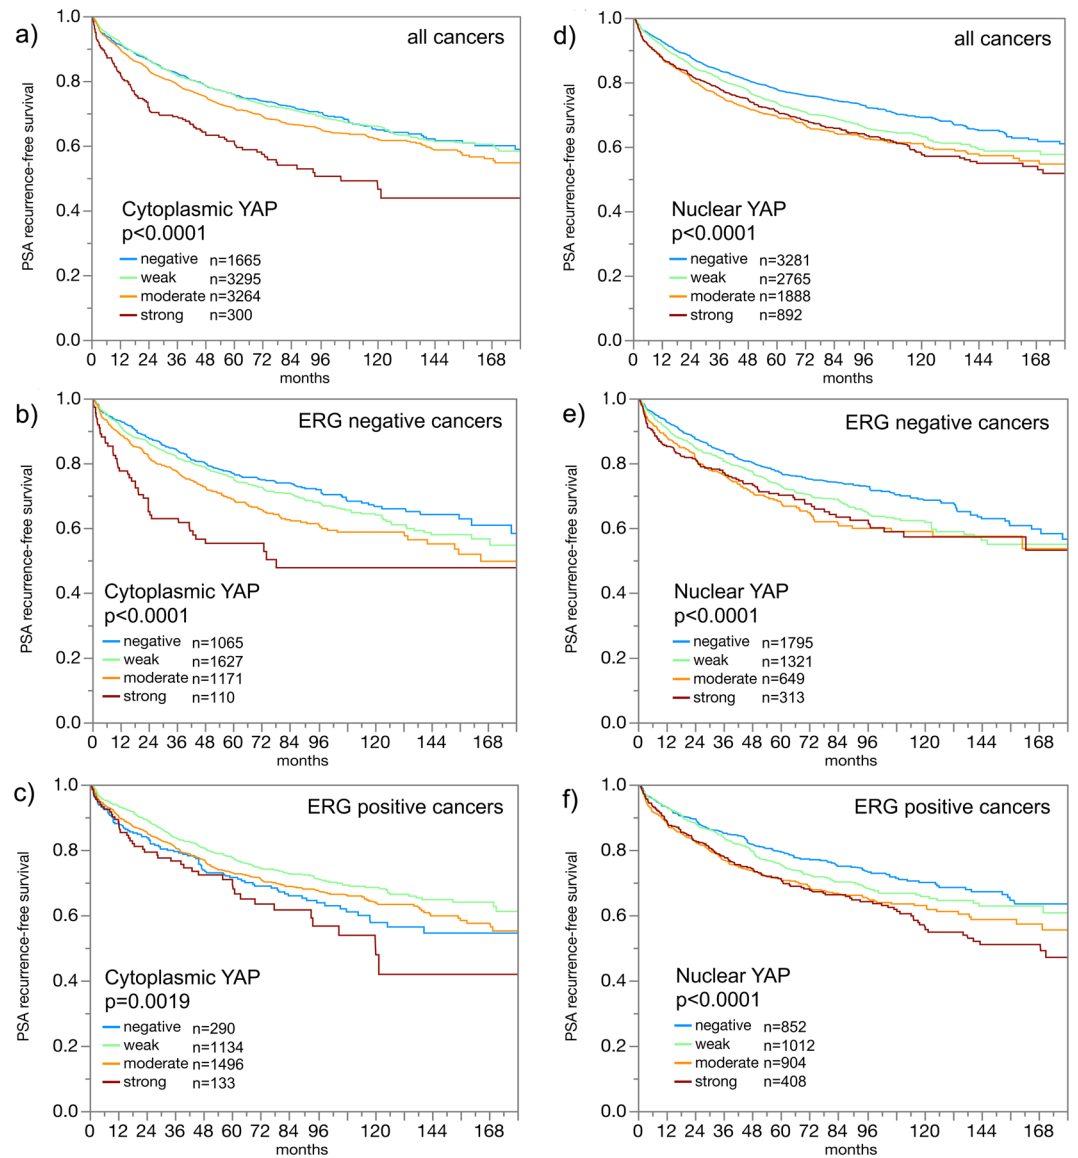 a)
all cancers
1.0
0.8
0.6
0.4
0.2
0.0
PSA recurrence-free survival
Cytoplasmic YAP
p<0.0001
negative n=1665
weak n=3295
moderate n=3264
strong n=300
0 12 24 36 48 60 72 84 96 120 144 168
months
d)
all cancers
1.0
0.8
0.6
0.4
0.2
0.0
PSA recurrence-free survival
Nuclear YAP
p<0.0001
negative n=3281
weak n=2765
moderate n=1888
strong n=892
0 12 24 36 48 60 72 84 96 120 144 168
months
b)
ERG negative cancers
1.0
0.8
0.6
0.4
0.2
0.0
PSA recurrence-free survival
Cytoplasmic YAP
p<0.0001
negative n=1065
weak n=1627
moderate n=1171
strong n=110
0 12 24 36 48 60 72 84 96 120 144 168
months
e)
ERG negative cancers
1.0
0.8
0.6
0.4
0.2
0.0
PSA recurrence-free survival
Nuclear YAP
p<0.0001
negative n=1795
weak n=1321
moderate n=649
strong n=313
0 12 24 36 48 60 72 84 96 120 144 168
months
c)
ERG positive cancers
1.0
0.8
0.6
0.4
0.2
0.0
PSA recurrence-free survival
Cytoplasmic YAP
p=0.0019
negative n=290
weak n=1134
moderate n=1496
strong n=133
0 12 24 36 48 60 72 84 96 120 144 168
months
f)
ERG positive cancers
1.0
0.8
0.6
0.4
0.2
0.0
PSA recurrence-free survival
Nuclear YAP
p<0.0001
negative n=852
weak n=1012
moderate n=904
strong n=408
0 12 24 36 48 60 72 84 96 120 144 168
months